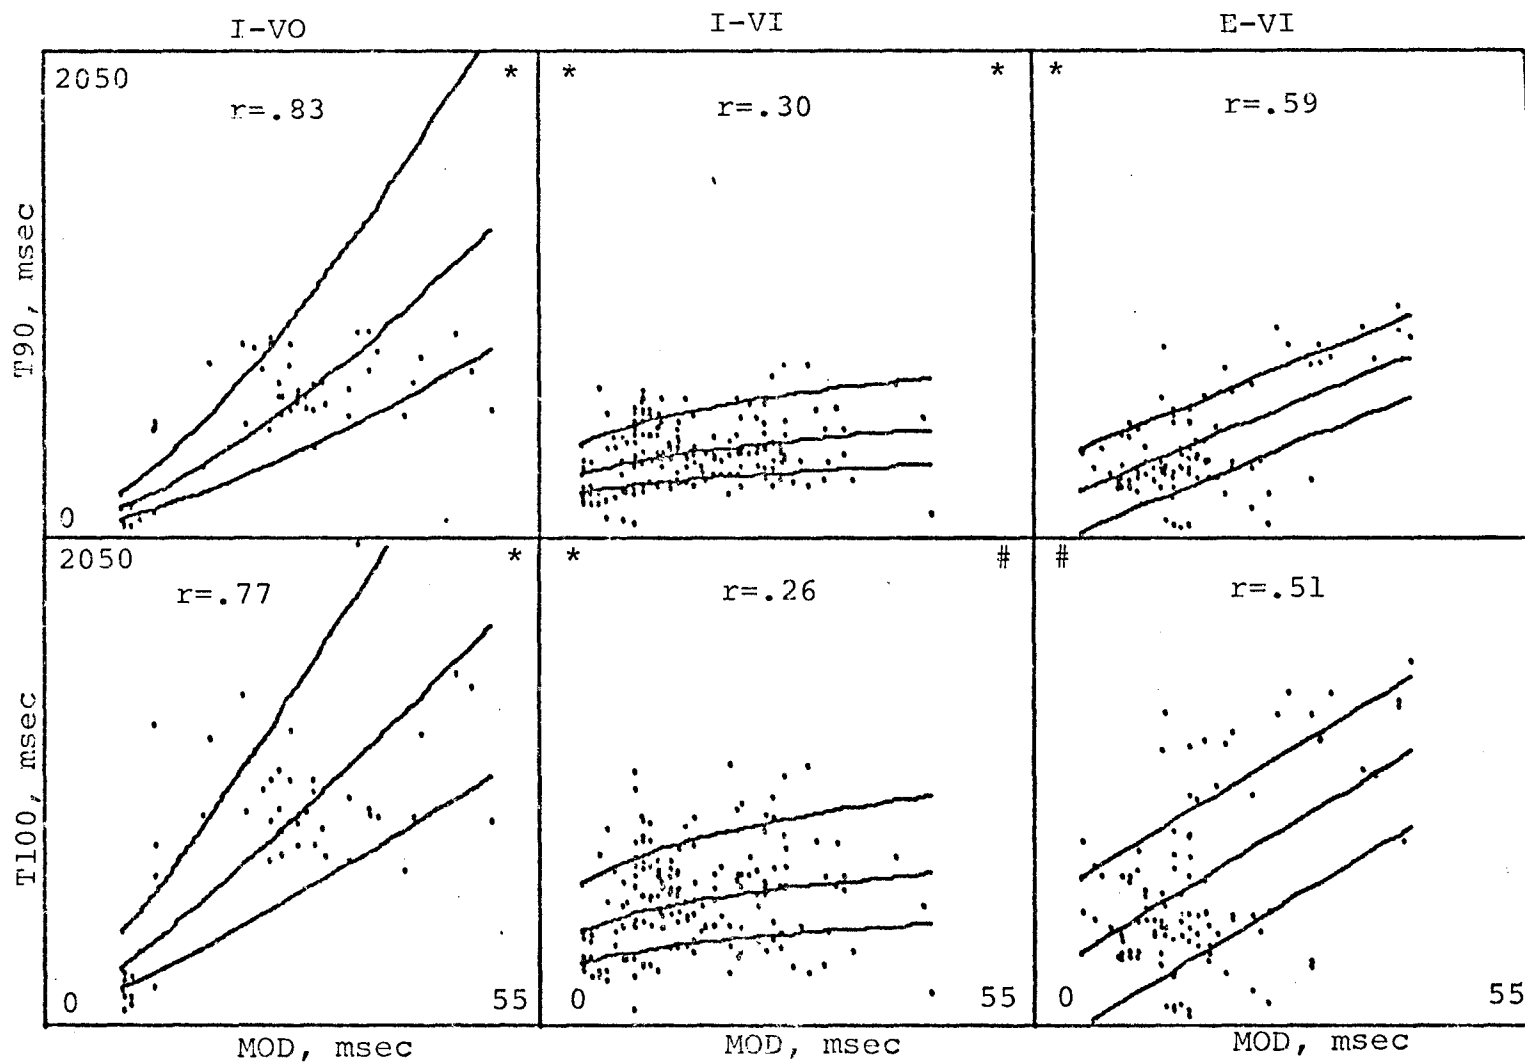 I-VO I-VI E-VI
2050 * * * *
r=.83 r=.30 r=.59
T90, msec
0
2050 * * # #
r=.77 r=.26 r=.51
T100, msec
0 55 0 55 0 55
MOD, msec MOD, msec MOD, msec